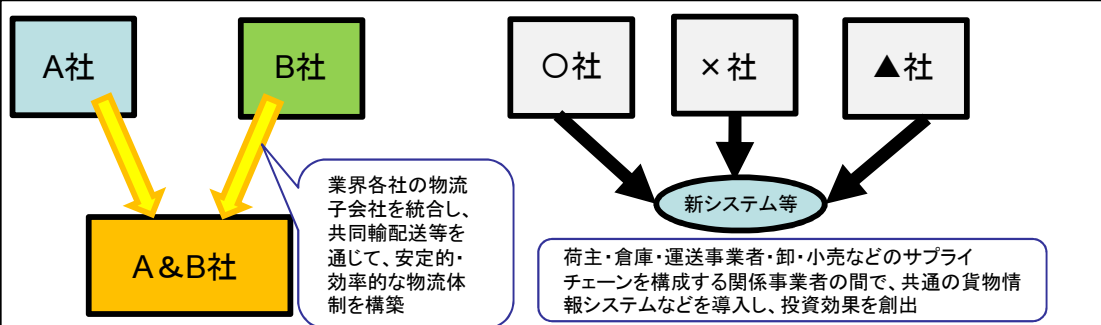 A社
B社
〇社
×社
▲社
業界各社の物流
子会社を統合し、
共同輸配送等を
通じて、安定的・
効率的な物流体
制を構築
新システム等
A&B社
荷主・倉庫・運送事業者・卸・小売などのサプライ
チェーンを構成する関係事業者の間で、共通の貨物情
報システムなどを導入し、投資効果を創出